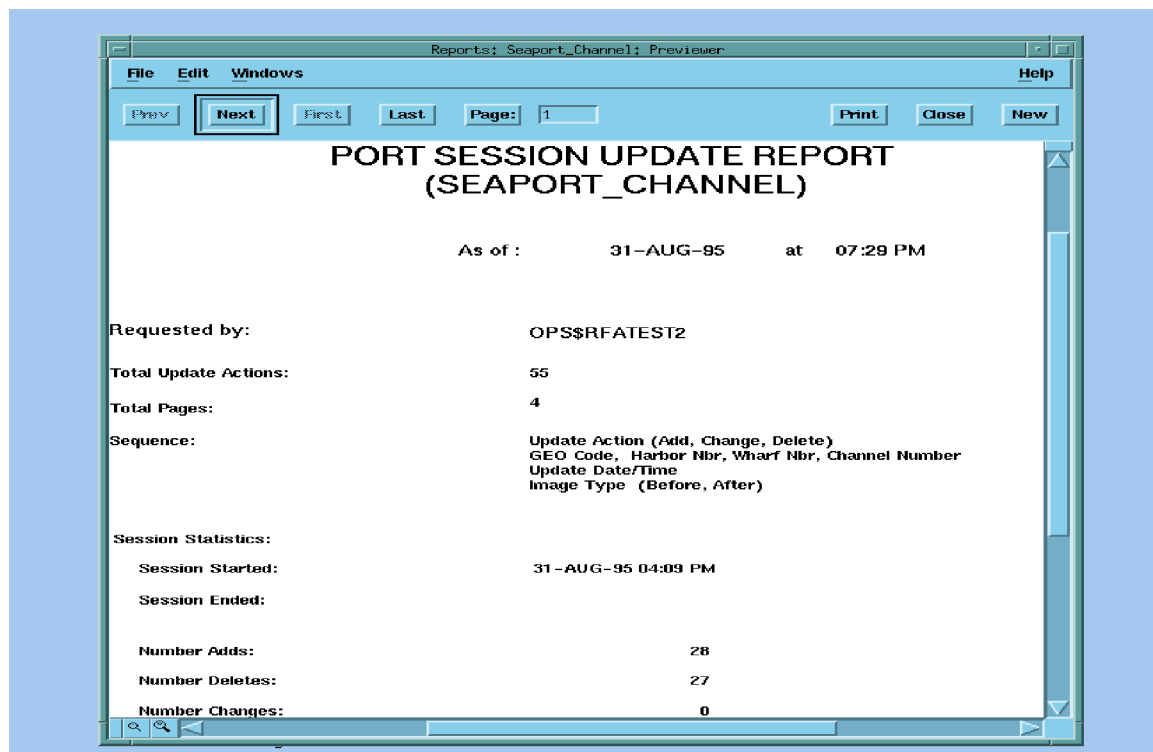 Reports: Seaport_Channel: Previewer
File Edit Windows Help
Prev Next First Last Page: 1 Print Close New
PORT SESSION UPDATE REPORT
(SEAPORT_CHANNEL)
As of : 31-AUG-95 at 07:29 PM
Requested by: OPS$RFATEST2
Total Update Actions: 55
Total Pages: 4
Sequence: Update Action (Add, Change, Delete)
GEO Code, Harbor Nbr, Wharf Nbr, Channel Number
Update Date/Time
Image Type (Before, After)
Session Statistics:
Session Started: 31-AUG-95 04:09 PM
Session Ended:
Number Adds: 28
Number Deletes: 27
Number Changes: 0